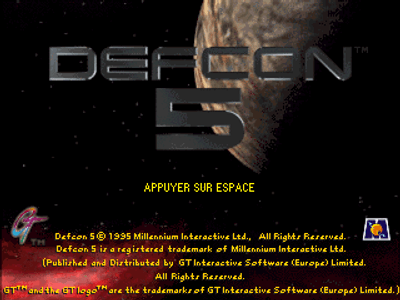 DEFCON™
5
APPUYER SUR ESPACE
GT™
Defcon 5© 1995 Millennium Interactive Ltd., All Rights Reserved.
Defcon 5 is a registered trademark of Millennium Interactive Ltd.
(Published and Distributed by GT Interactive Software (Europe) Limited.
All Rights Reserved.
GT™ and the GT logo™ are the trademarks of GT Interactive Software (Europe) Limited.)